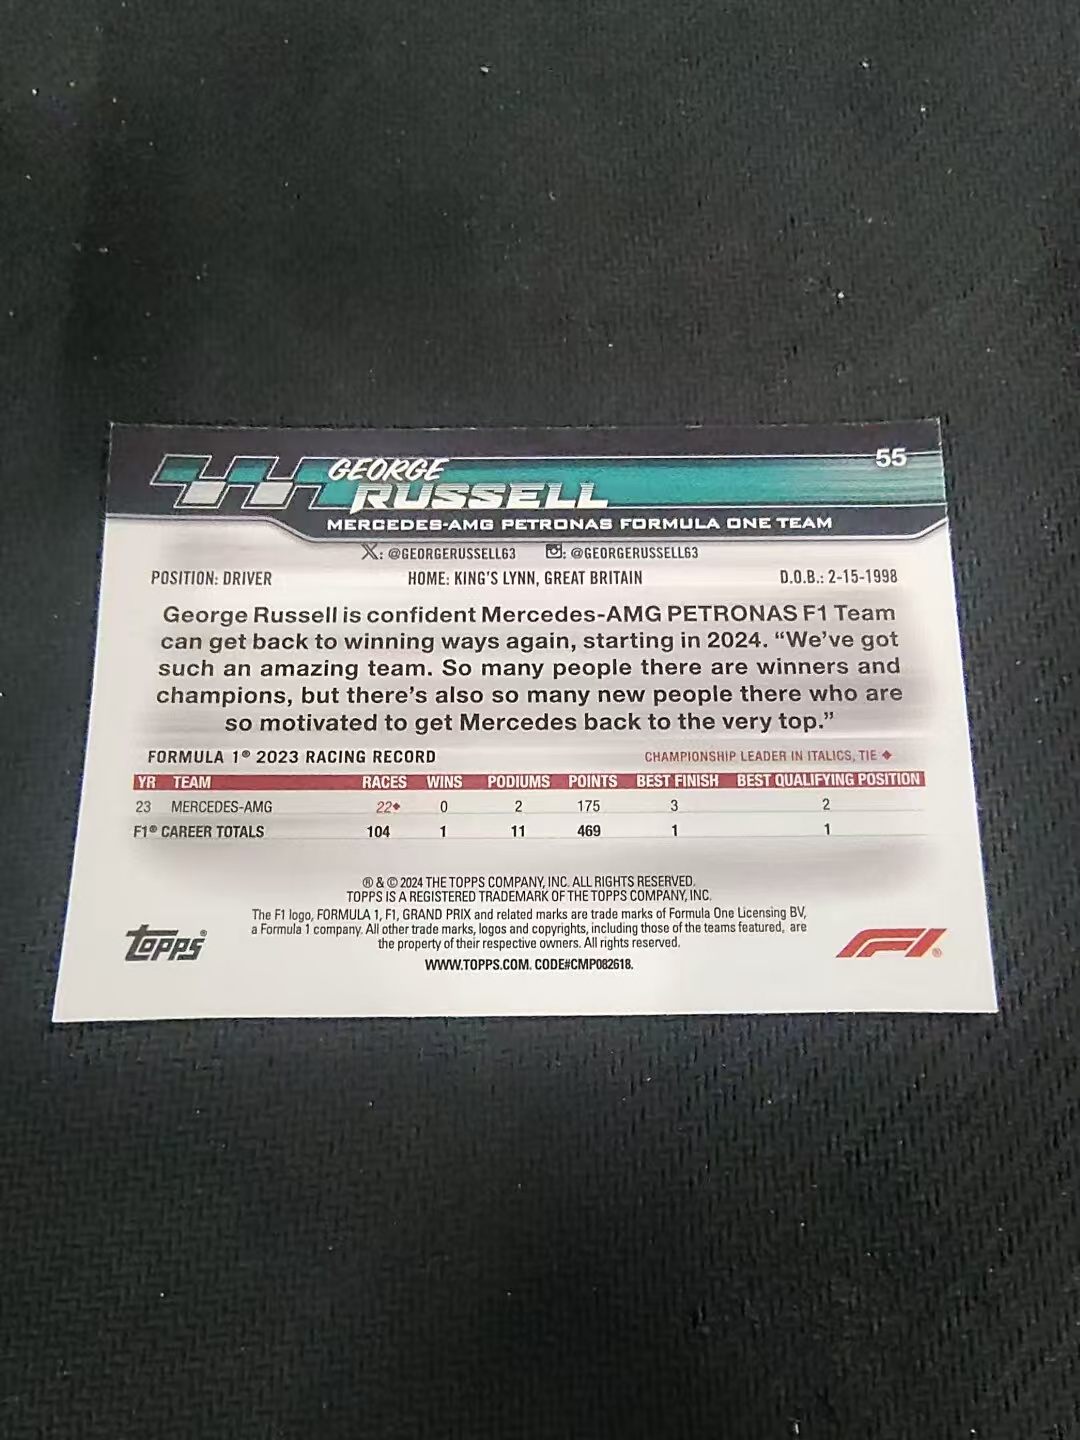 55
GEORGE
RUSSELL
MERCEDES-AMG PETRONAS FORMULA ONE TEAM
X: @GEORGERUSSELL63 : @GEORGERUSSELL63
POSITION: DRIVER HOME: KING'S LYNN, GREAT BRITAIN D.O.B.: 2-15-1998
George Russell is confident Mercedes-AMG PETRONAS F1 Team
can get back to winning ways again, starting in 2024. “We’ve got
such an amazing team. So many people there are winners and
champions, but there’s also so many new people there who are
so motivated to get Mercedes back to the very top.”
FORMULA 1® 2023 RACING RECORD CHAMPIONSHIP LEADER IN ITALICS, TIE ◆
YR TEAM RACES WINS PODIUMS POINTS BEST FINISH BEST QUALIFYING POSITION
23 MERCEDES-AMG 22◆ 0 2 175 3 2
F1® CAREER TOTALS 104 1 11 469 1 1
® & © 2024 THE TOPPS COMPANY, INC. ALL RIGHTS RESERVED.
TOPPS IS A REGISTERED TRADEMARK OF THE TOPPS COMPANY, INC.
The F1 logo, FORMULA 1, F1, GRAND PRIX and related marks are trade marks of Formula One Licensing BV,
a Formula 1 company. All other trade marks, logos and copyrights, including those of the teams featured, are
the property of their respective owners. All rights reserved.
WWW.TOPPS.COM. CODE#CMP082618.
TOPPS®
F1®